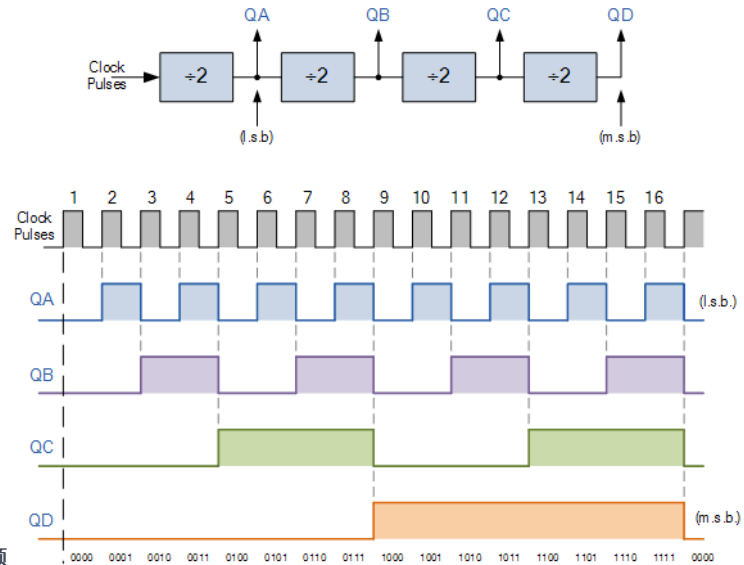 QA QB QC QD
Clock Pulses
÷2 ÷2 ÷2 ÷2
(l.s.b) (m.s.b)
1 2 3 4 5 6 7 8 9 10 11 12 13 14 15 16
Clock Pulses
QA (l.s.b.)
QB
QC
QD (m.s.b.)
0000 0001 0010 0011 0100 0101 0110 0111 1000 1001 1010 1011 1100 1101 1110 1111 0000